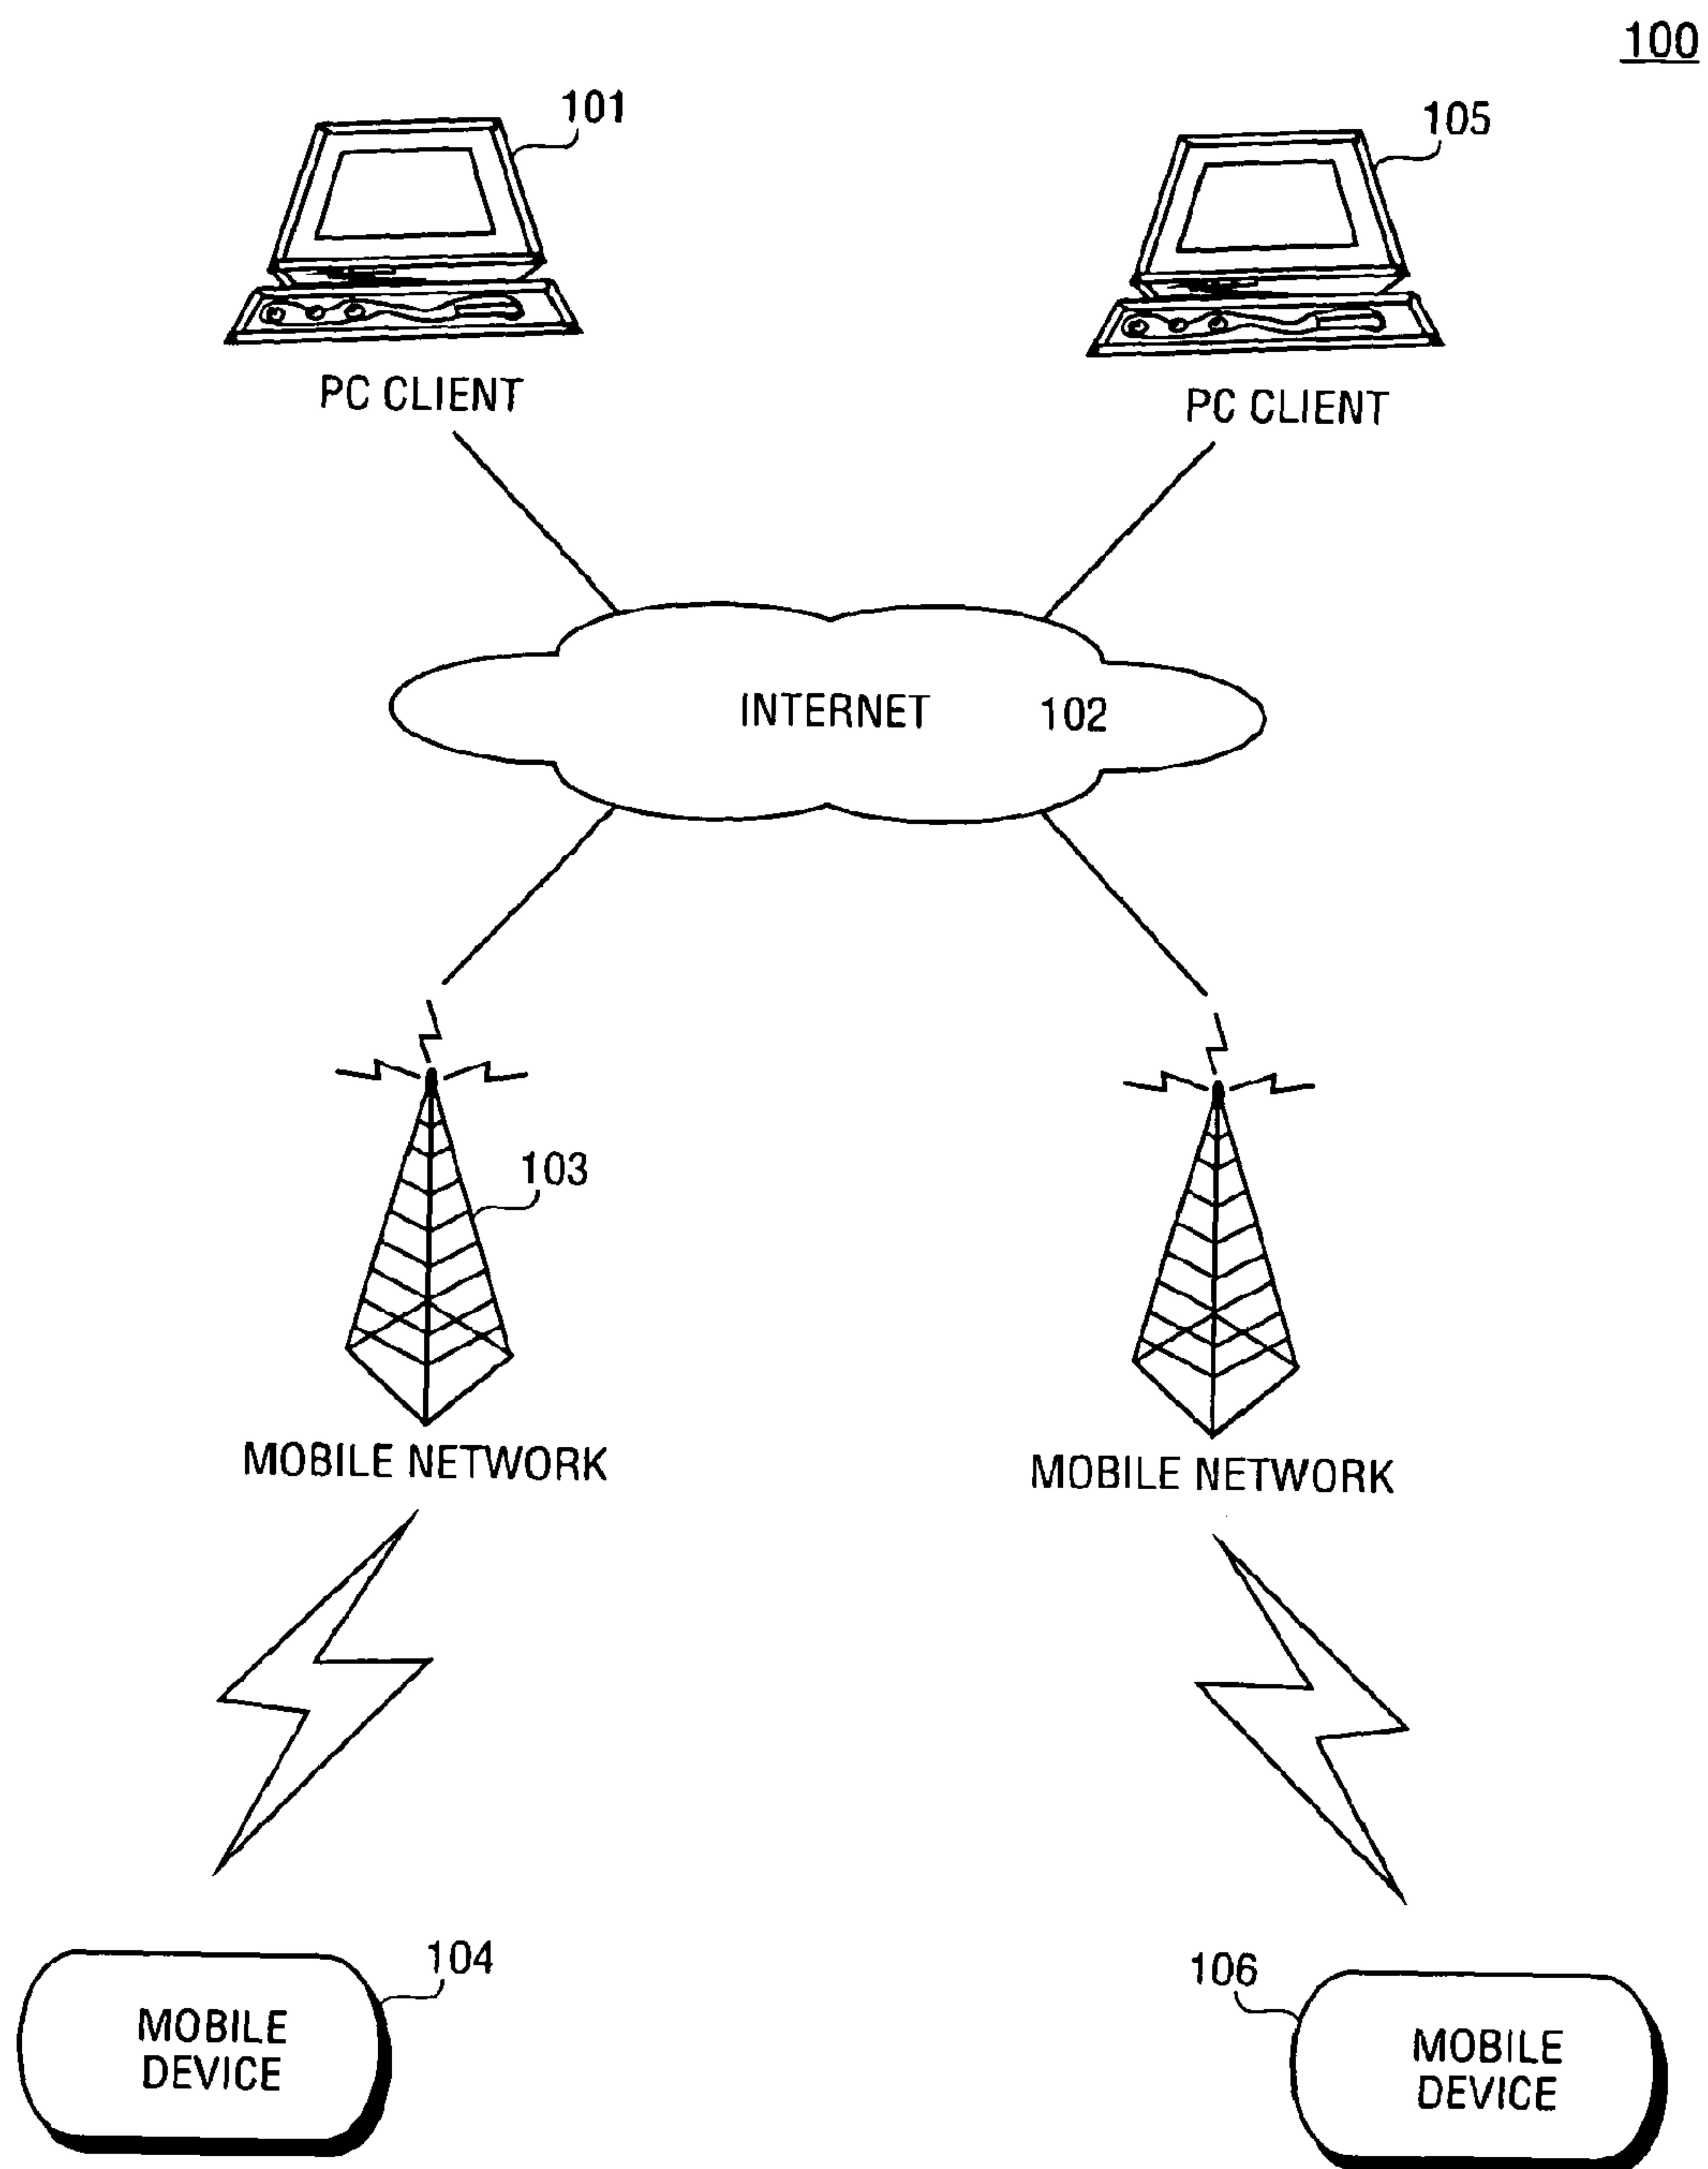 100
101
105
PC CLIENT
PC CLIENT
INTERNET 102
103
MOBILE NETWORK
MOBILE NETWORK
104
106
MOBILE
DEVICE
MOBILE
DEVICE